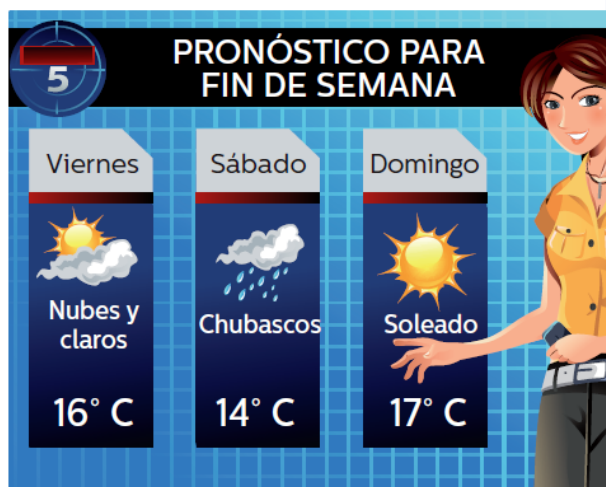 5
PRONÓSTICO PARA
FIN DE SEMANA
Viernes
Nubes y
claros
16° C
Sábado
Chubascos
14° C
Domingo
Soleado
17° C